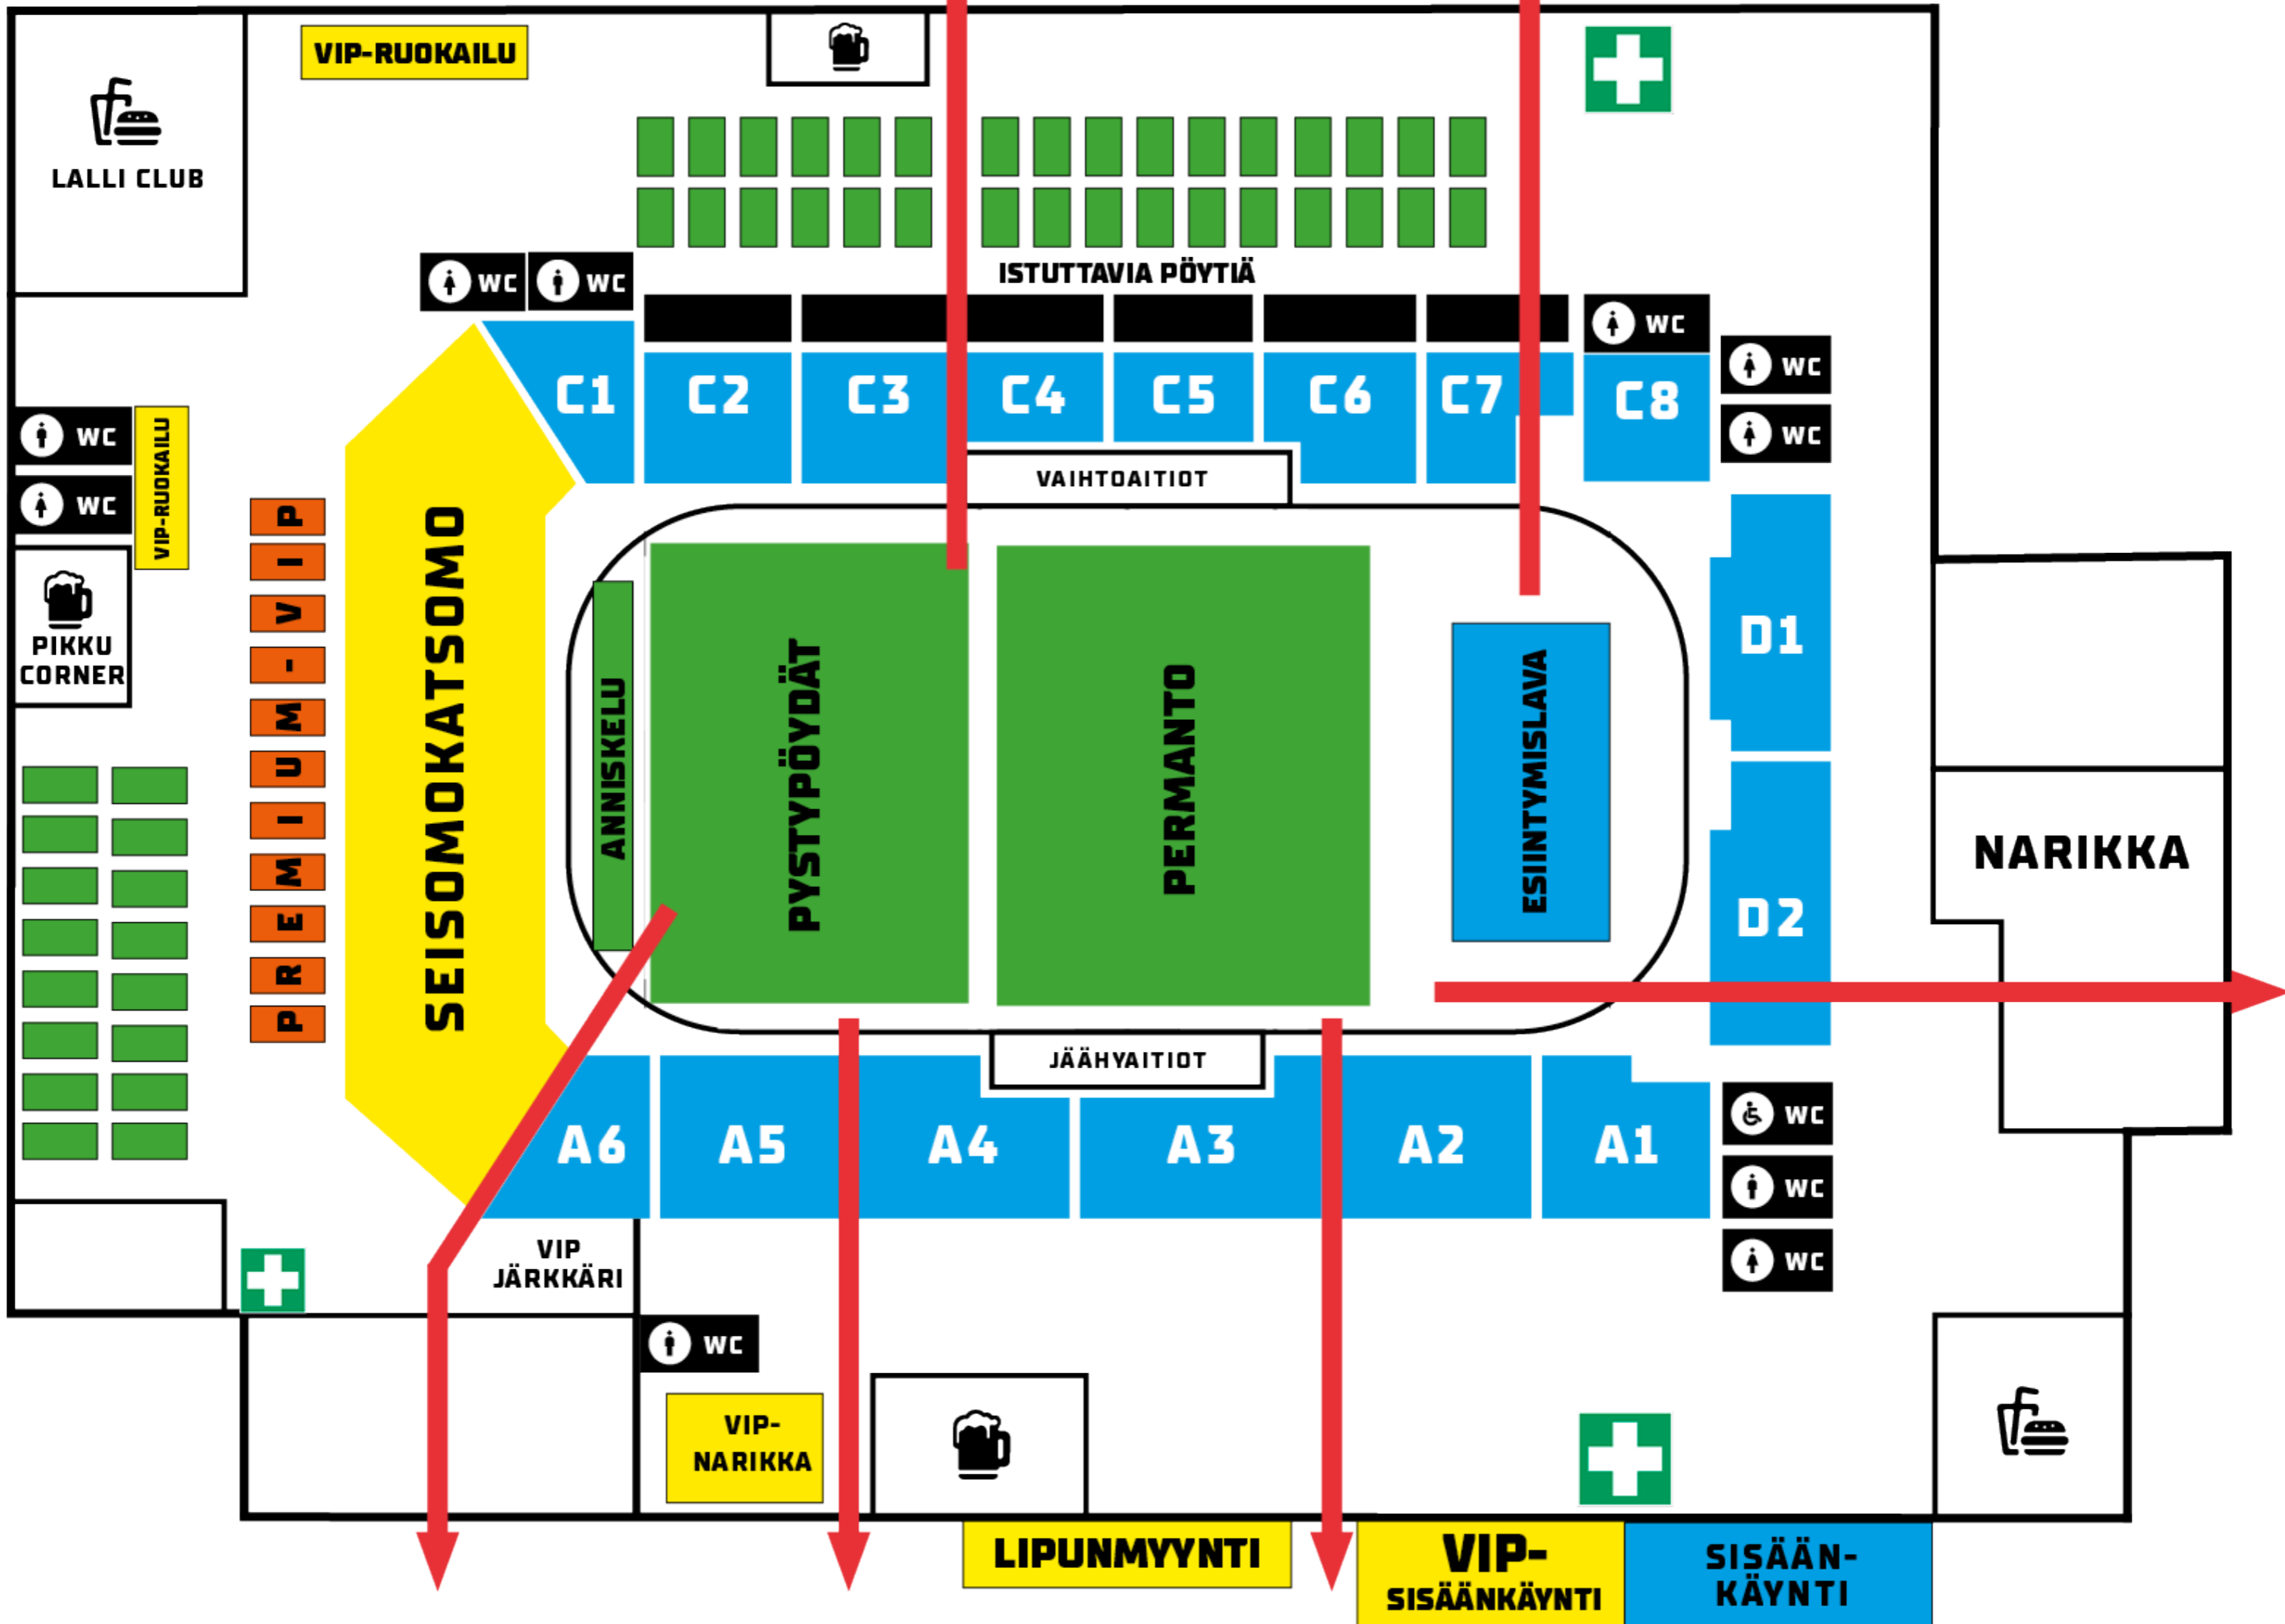 VIP-RUOKAILU
LALLI CLUB
WC
WC
ISTUTTAVIA PÖYTIÄ
WC
WC
WC
C1
C2
C3
C4
C5
C6
C7
C8
VAIHTOAITIOT
WC
WC
VIP-RUOKAILU
PIKKU
CORNER
PREMIUM-VIP
SEISOMOKATSOMO
ANNISKELU
PYSTYPÖYDÄT
PERMANTO
ESIINTYMISLAVA
D1
D2
NARIKKA
JÄÄHYAITIOT
A6
A5
A4
A3
A2
A1
WC
WC
WC
VIP
JÄRKKÄRI
WC
VIP-
NARIKKA
LIPUNMYYNTI
VIP-
SISÄÄNKÄYNTI
SISÄÄN-
KÄYNTI